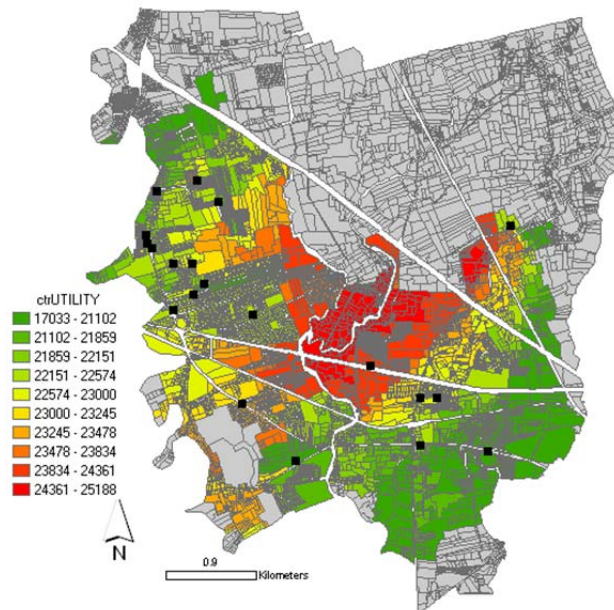 ctrUTILITY
17033 - 21102
21102 - 21859
21859 - 22151
22151 - 22574
22574 - 23000
23000 - 23245
23245 - 23478
23478 - 23834
23834 - 24361
24361 - 25188
N
0.9
Kilometers